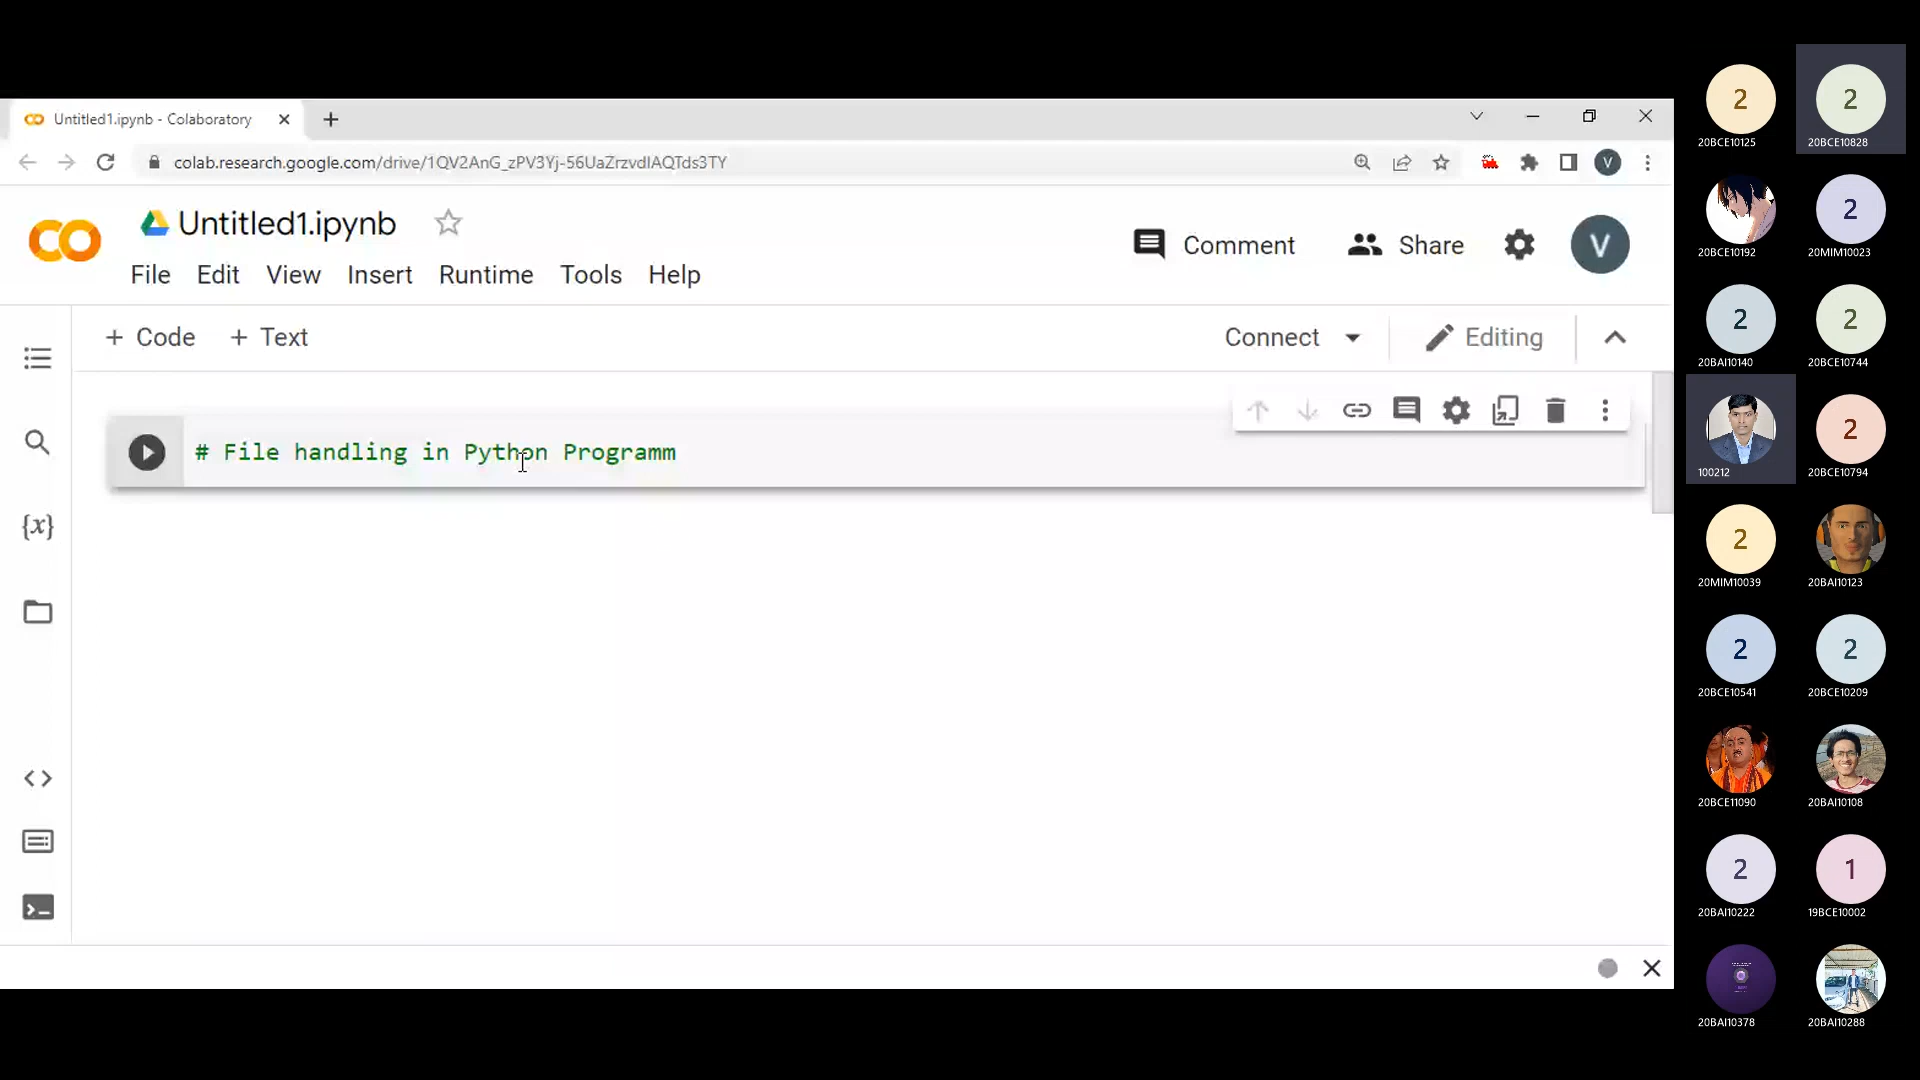 Untitled1.ipynb - Colaboratory
colab.research.google.com/drive/1QV2AnG_zPV3Yj-56UaZrzvdIAQTds3TY
V
Untitled1.ipynb
Comment
Share
V
File Edit View Insert Runtime Tools Help
+ Code + Text
Connect
Editing
# File handling in Python Programm
{x}
2
20BCE10125
2
20BCE10828
20BCE10192
2
20MIM10023
2
20BAI10140
2
20BCE10744
100212
2
20BCE10794
2
20MIM10039
20BAI10123
2
20BCE10541
2
20BCE10209
20BCE11090
20BAI10108
2
20BAI10222
1
19BCE10002
20BAI10378
20BAI10288